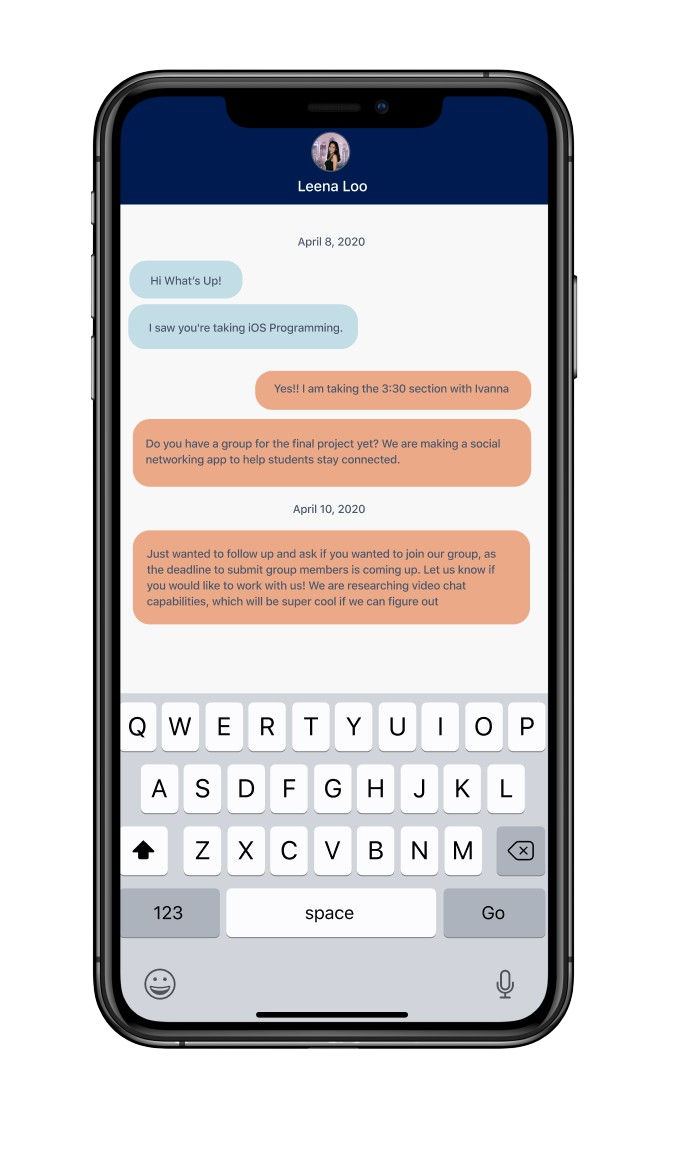 Leena Loo
April 8, 2020
Hi What's Up!
I saw you're taking iOS Programming.
Yes!! I am taking the 3:30 section with Ivanna
Do you have a group for the final project yet? We are making a social
networking app to help students stay connected.
April 10, 2020
Just wanted to follow up and ask if you wanted to join our group, as
the deadline to submit group members is coming up. Let us know if
you would like to work with us! We are researching video chat
capabilities, which will be super cool if we can figure out
Q W E R T Y U I O P
A S D F G H J K L
Z X C V B N M
123 space Go